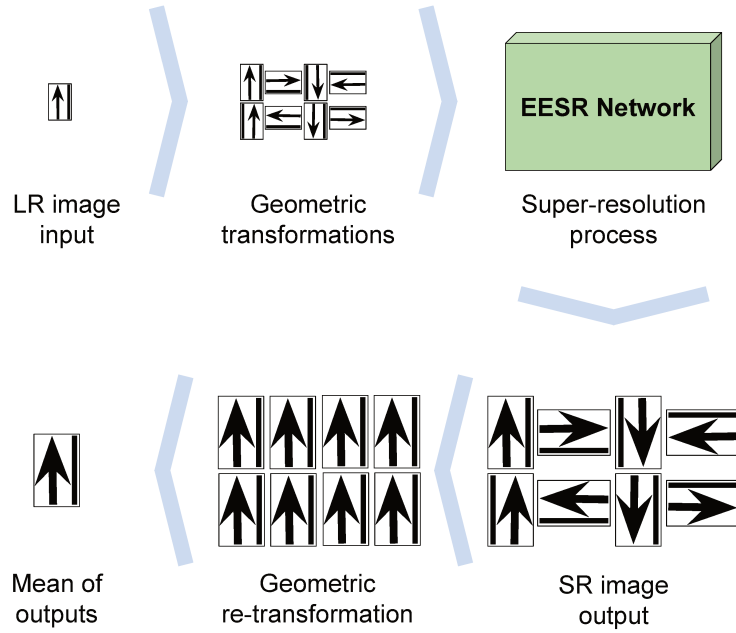 EESR Network
LR image
input
Geometric
transformations
Super-resolution
process
Mean of
outputs
Geometric
re-transformation
SR image
output